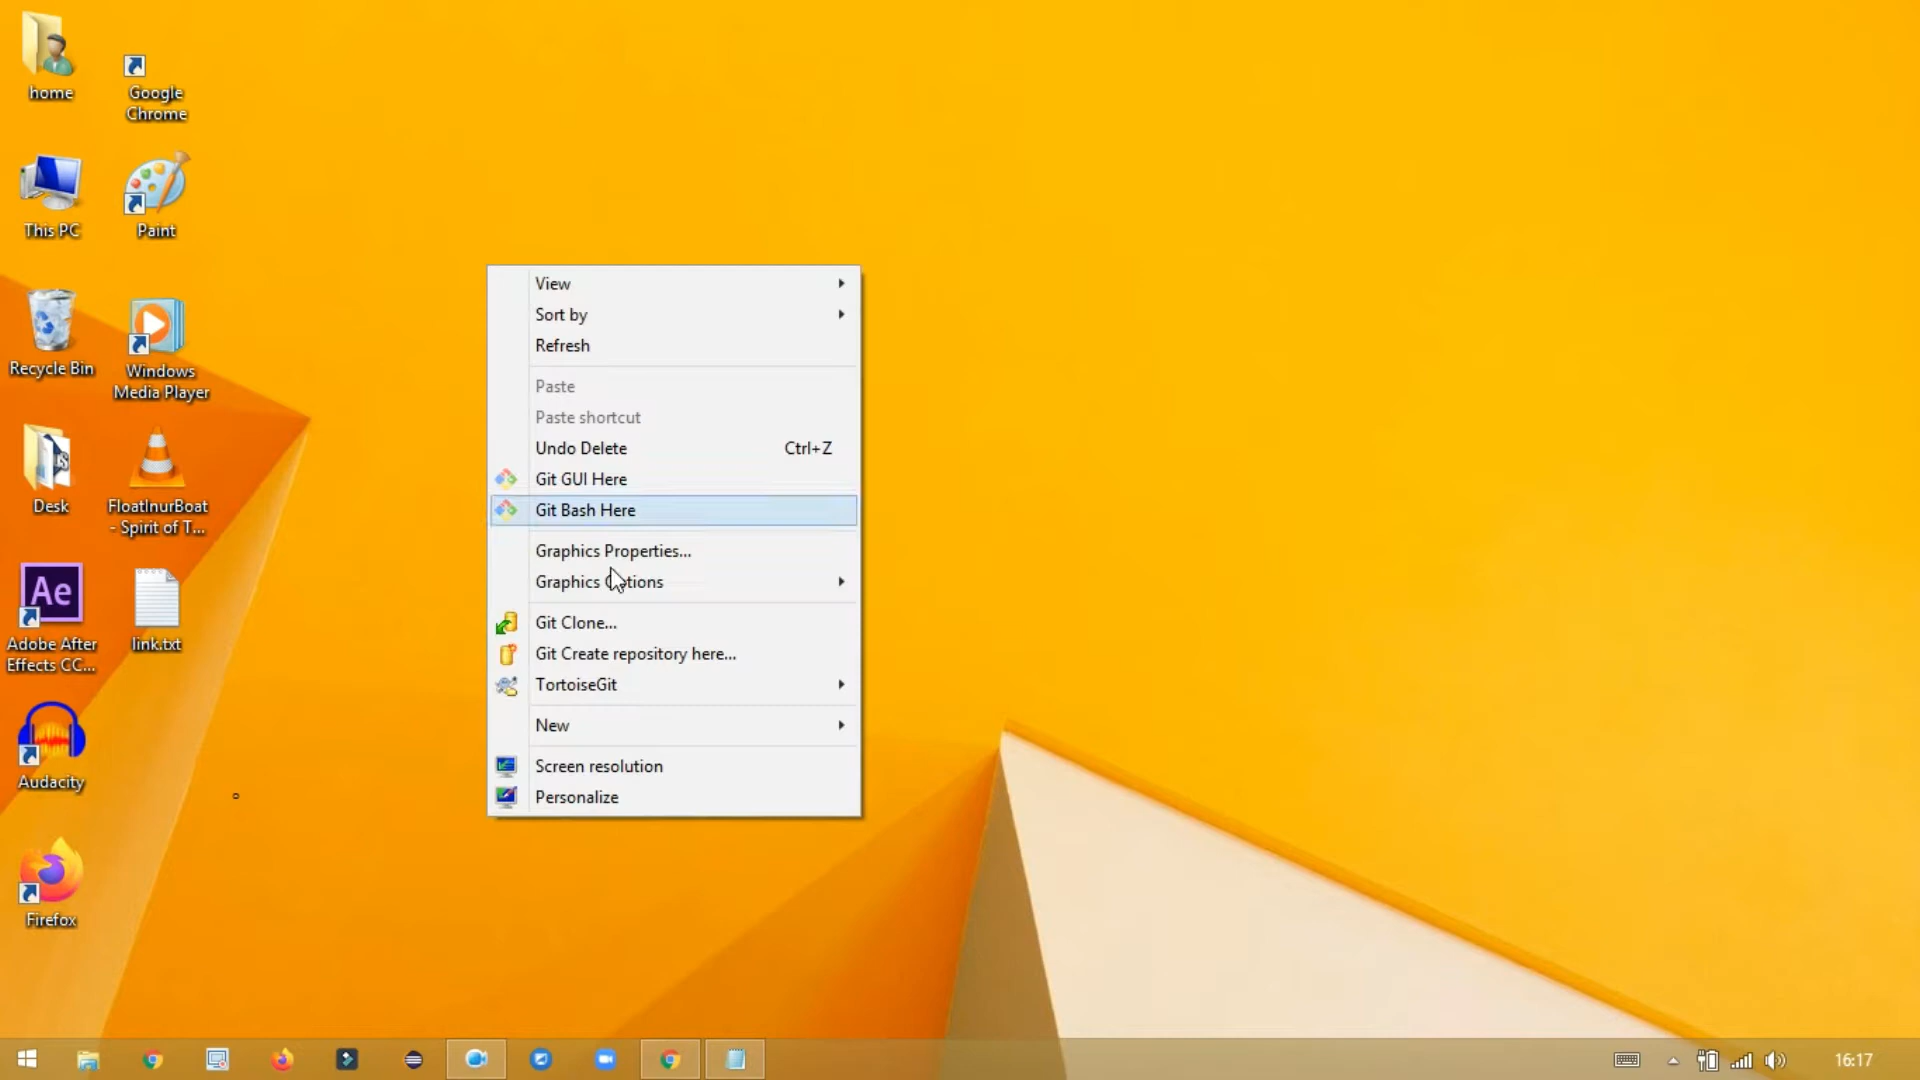 home
Google
Chrome
This PC
Paint
Recycle Bin
Windows
Media Player
Desk
FloatInurBoat
- Spirit of T...
Ae
Adobe After
Effects CC...
link.txt
Audacity
Firefox
View
Sort by
Refresh
Paste
Paste shortcut
Undo Delete Ctrl+Z
Git GUI Here
Git Bash Here
Graphics Properties...
Graphics Options
Git Clone...
Git Create repository here...
TortoiseGit
New
Screen resolution
Personalize
16:17